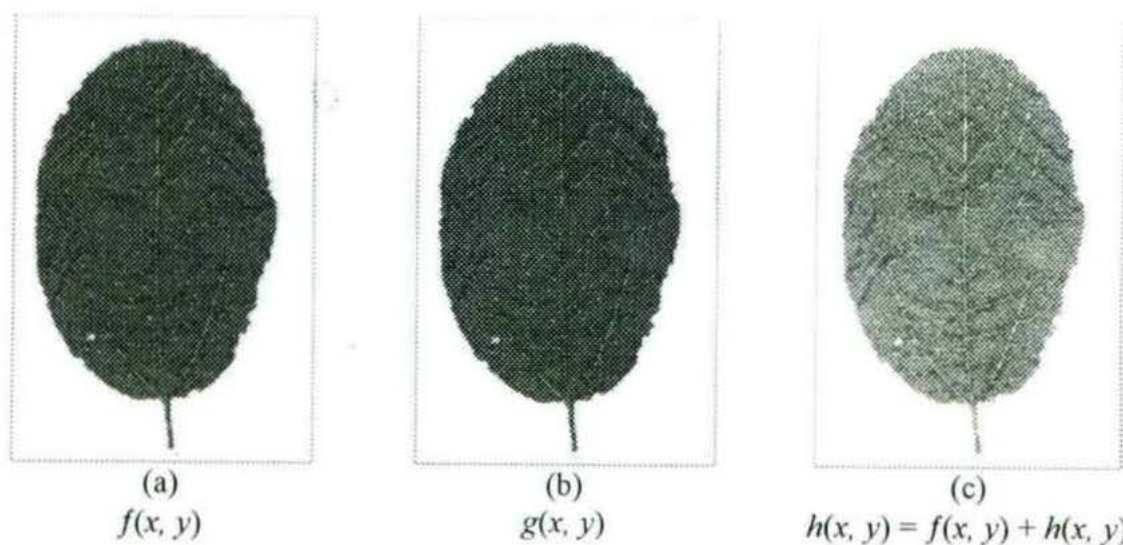 (a)
f(x, y)
(b)
g(x, y)
(c)
h(x, y) = f(x, y) + h(x, y)